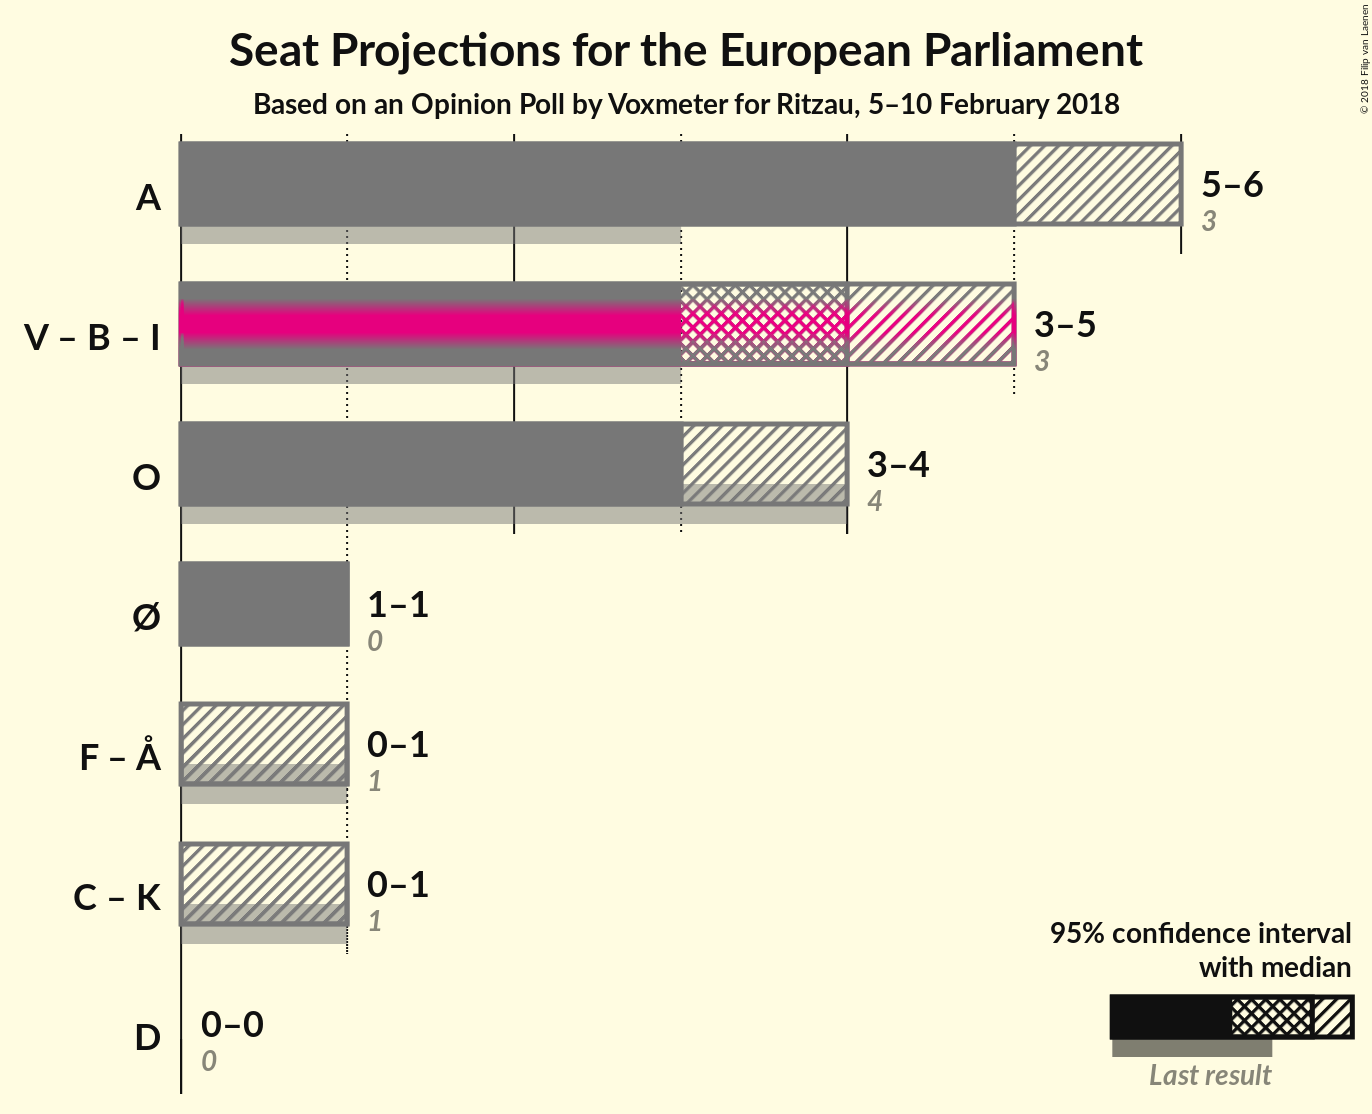 Seat Projections for the European Parliament
Based on an Opinion Poll by Voxmeter for Ritzau, 5–10 February 2018
© 2018 Filip van Laenen
A
5–6
3
V – B – I
3–5
3
O
3–4
4
Ø
1–1
0
F – Å
0–1
1
C – K
0–1
1
D
0–0
0
95% confidence interval
with median
Last result